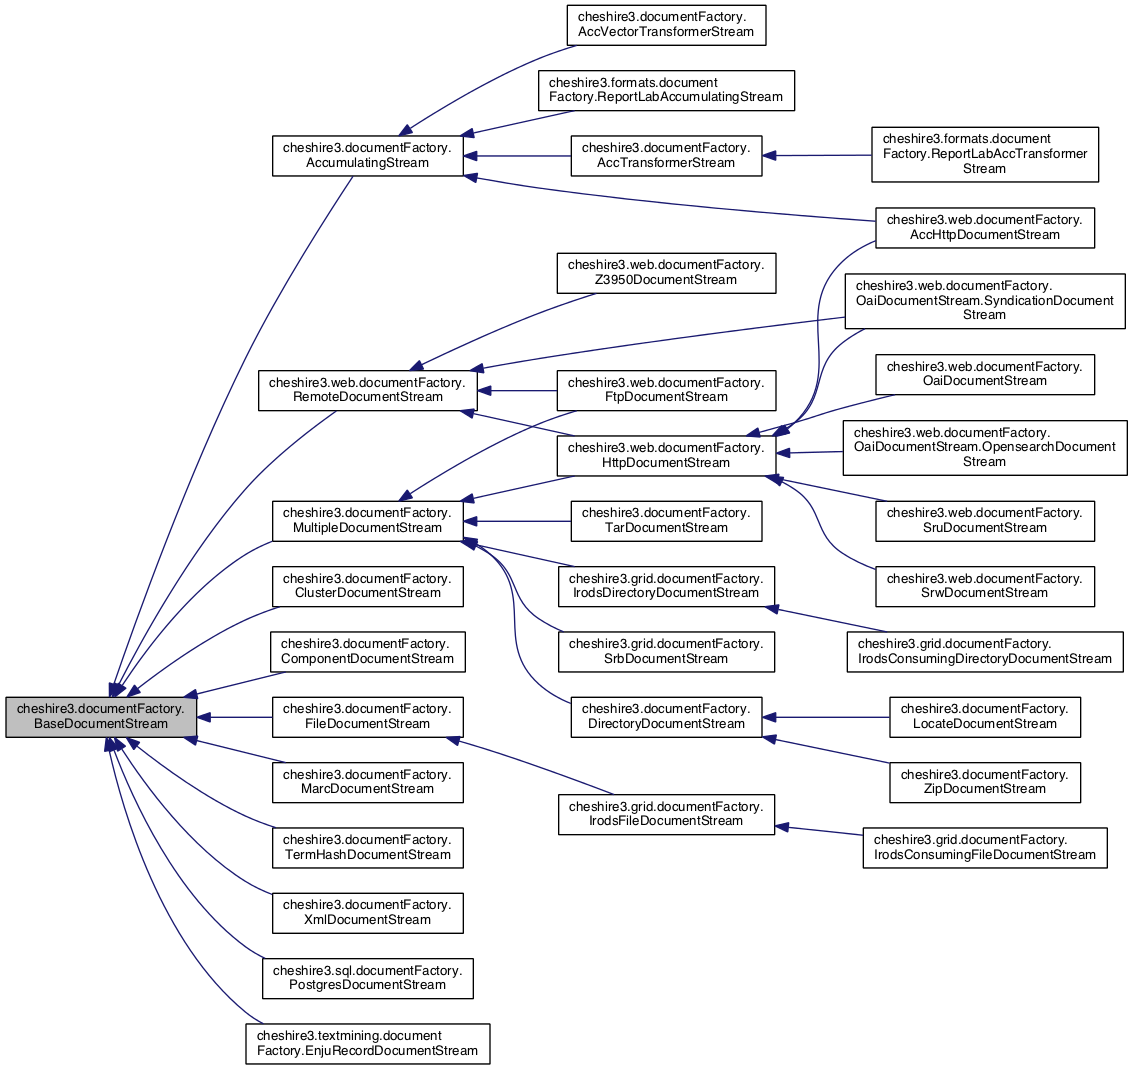 cheshire3.documentFactory.
AccVectorTransformerStream
cheshire3.formats.document
Factory.ReportLabAccumulatingStream
cheshire3.documentFactory.
AccumulatingStream
cheshire3.documentFactory.
AccTransformerStream
cheshire3.formats.document
Factory.ReportLabAccTransformer
Stream
cheshire3.web.documentFactory.
AccHttpDocumentStream
cheshire3.web.documentFactory.
Z3950DocumentStream
cheshire3.web.documentFactory.
OaiDocumentStream.SyndicationDocument
Stream
cheshire3.web.documentFactory.
RemoteDocumentStream
cheshire3.web.documentFactory.
FtpDocumentStream
cheshire3.web.documentFactory.
OaiDocumentStream
cheshire3.web.documentFactory.
HttpDocumentStream
cheshire3.web.documentFactory.
OaiDocumentStream.OpensearchDocument
Stream
cheshire3.documentFactory.
MultipleDocumentStream
cheshire3.documentFactory.
TarDocumentStream
cheshire3.web.documentFactory.
SruDocumentStream
cheshire3.documentFactory.
ClusterDocumentStream
cheshire3.grid.documentFactory.
IrodsDirectoryDocumentStream
cheshire3.web.documentFactory.
SrwDocumentStream
cheshire3.documentFactory.
ComponentDocumentStream
cheshire3.grid.documentFactory.
SrbDocumentStream
cheshire3.grid.documentFactory.
IrodsConsumingDirectoryDocumentStream
cheshire3.documentFactory.
BaseDocumentStream
cheshire3.documentFactory.
FileDocumentStream
cheshire3.documentFactory.
DirectoryDocumentStream
cheshire3.documentFactory.
LocateDocumentStream
cheshire3.documentFactory.
MarcDocumentStream
cheshire3.documentFactory.
ZipDocumentStream
cheshire3.grid.documentFactory.
IrodsFileDocumentStream
cheshire3.documentFactory.
TermHashDocumentStream
cheshire3.grid.documentFactory.
IrodsConsumingFileDocumentStream
cheshire3.documentFactory.
XmlDocumentStream
cheshire3.sql.documentFactory.
PostgresDocumentStream
cheshire3.textmining.document
Factory.EnjuRecordDocumentStream